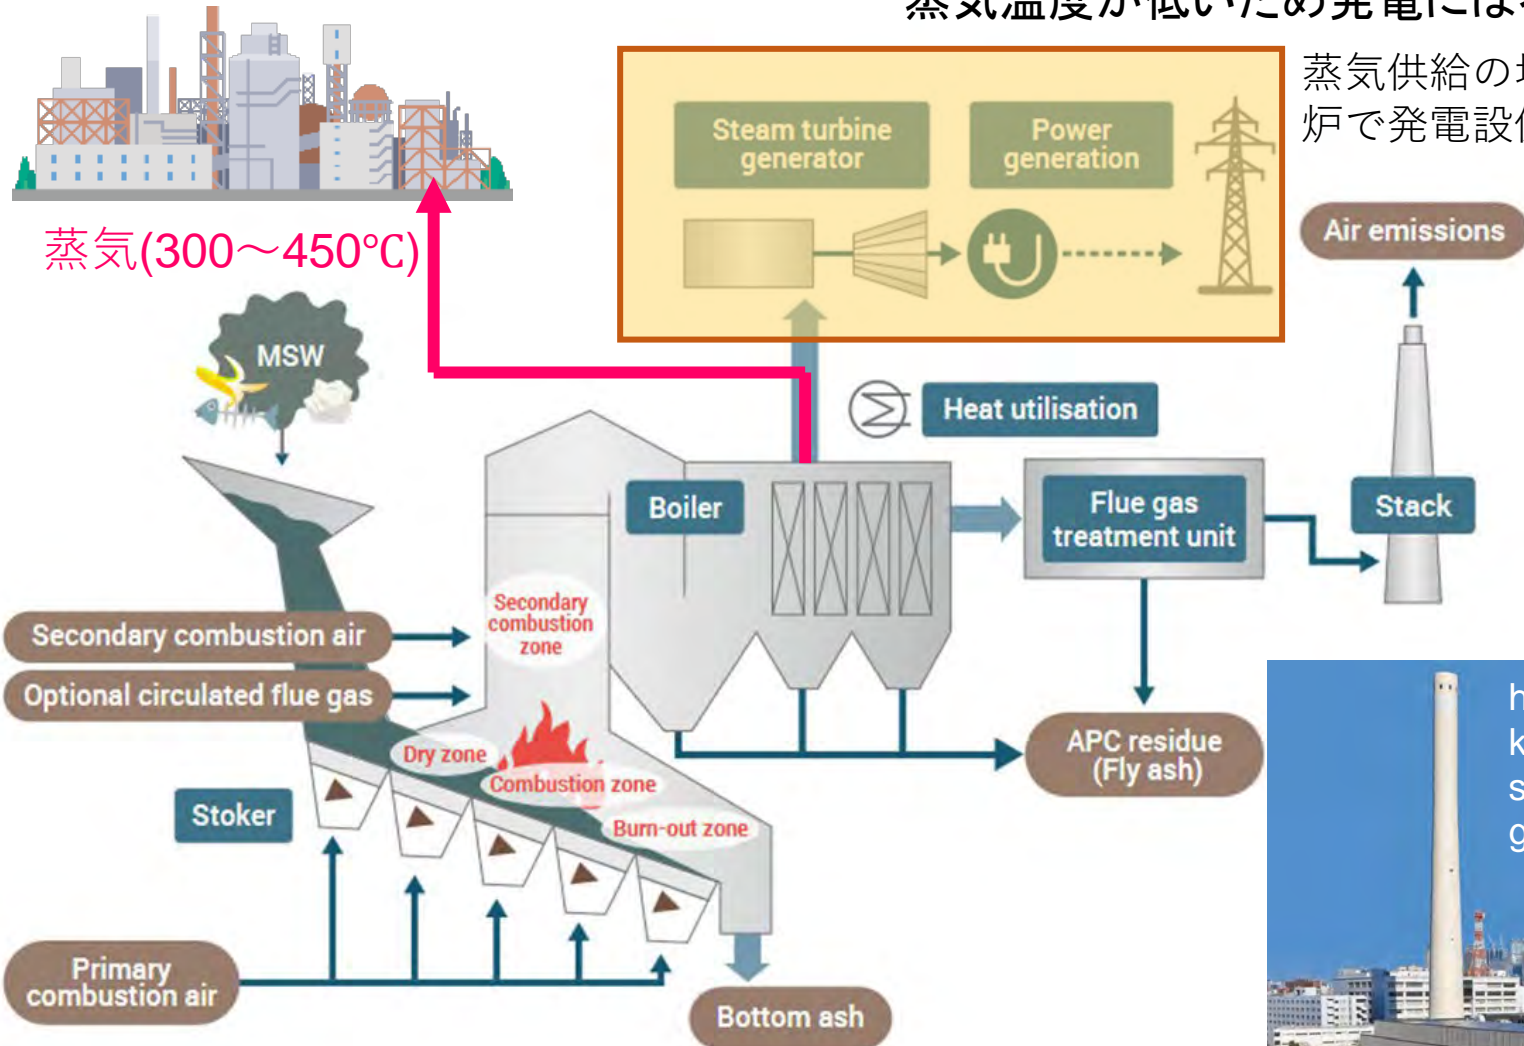 蒸気温度が低いため発電には
蒸気供給の
炉で発電設
Steam turbine
generator
Power
generation
蒸気(300～450℃)
Air emissions
MSW
Heat utilisation
Boiler
Flue gas
treatment unit
Stack
Secondary
combustion
zone
Secondary combustion air
Optional circulated flue gas
Dry zone
Combustion zone
Burn-out zone
APC residue
(Fly ash)
Stoker
Primary
combustion air
Bottom ash
h
k
s
g